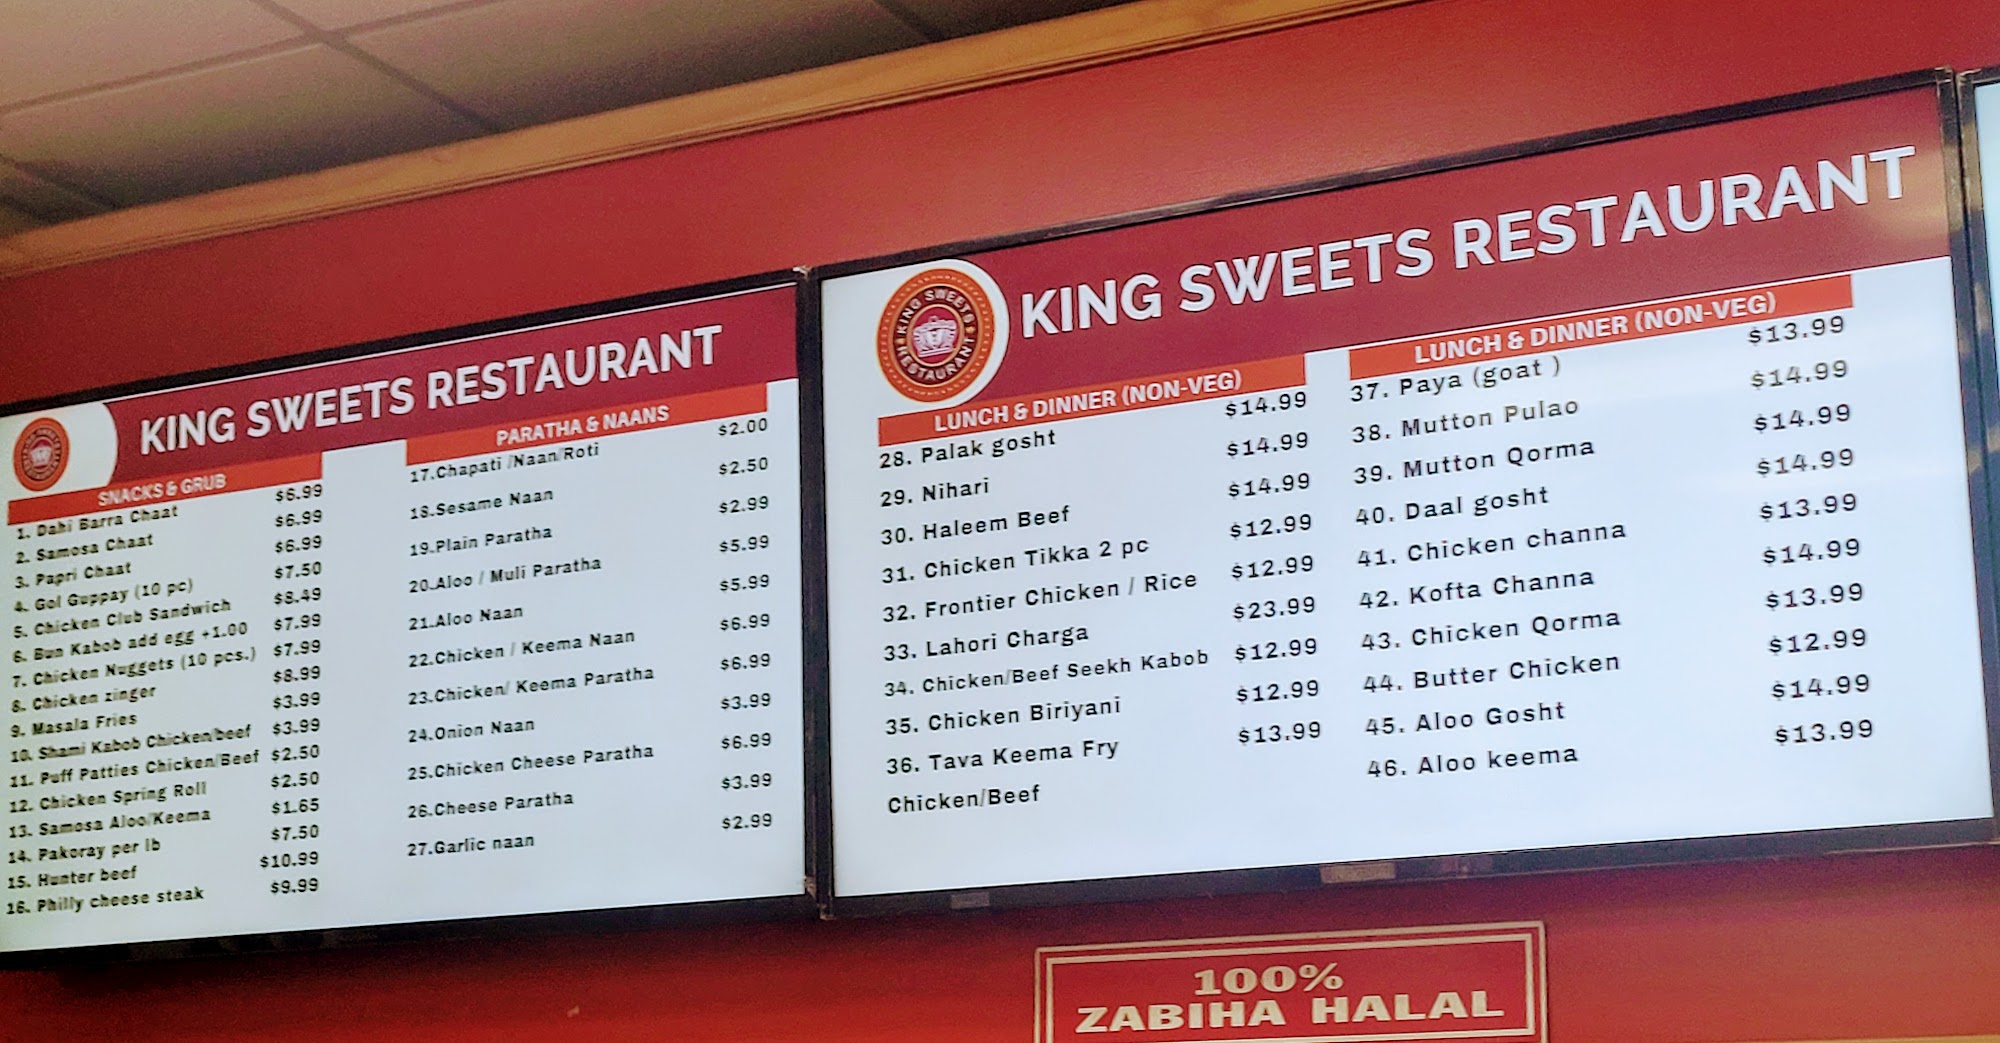 KING SWEETS RESTAURANT
SNACKS & GRUB
1. Dahi Barra Chaat $6.99
2. Samosa Chaat $6.99
3. Papri Chaat $6.99
4. Gol Guppay (10 pc) $7.50
5. Chicken Club Sandwich $8.49
6. Bun Kabob add egg +1.00 $7.99
7. Chicken Nuggets (10 pcs.) $7.99
8. Chicken zinger $8.99
9. Masala Fries $3.99
10. Shami Kabob Chicken/beef $3.99
11. Puff Patties Chicken/Beef $2.50
12. Chicken Spring Roll $2.50
13. Samosa Aloo/Keema $1.65
14. Pakoray per lb $7.50
15. Hunter beef $10.99
16. Philly cheese steak $9.99
PARATHA & NAANS
17.Chapati /Naan/Roti $2.00
18.Sesame Naan $2.50
19.Plain Paratha $2.99
20.Aloo / Muli Paratha $5.99
21.Aloo Naan $5.99
22.Chicken / Keema Naan $6.99
23.Chicken/ Keema Paratha $6.99
24.Onion Naan $3.99
25.Chicken Cheese Paratha $6.99
26.Cheese Paratha $3.99
27.Garlic naan $2.99
KING SWEETS RESTAURANT
KING SWEETS RESTAURANT
LUNCH & DINNER (NON-VEG)
28. Palak gosht $14.99
29. Nihari $14.99
30. Haleem Beef $14.99
31. Chicken Tikka 2 pc $12.99
32. Frontier Chicken / Rice $12.99
33. Lahori Charga $23.99
34. Chicken/Beef Seekh Kabob $12.99
35. Chicken Biriyani $12.99
36. Tava Keema Fry $13.99
Chicken/Beef
LUNCH & DINNER (NON-VEG)
37. Paya (goat ) $13.99
38. Mutton Pulao $14.99
39. Mutton Qorma $14.99
40. Daal gosht $14.99
41. Chicken channa $13.99
42. Kofta Channa $14.99
43. Chicken Qorma $13.99
44. Butter Chicken $12.99
45. Aloo Gosht $14.99
46. Aloo keema $13.99
100%
ZABIHA HALAL